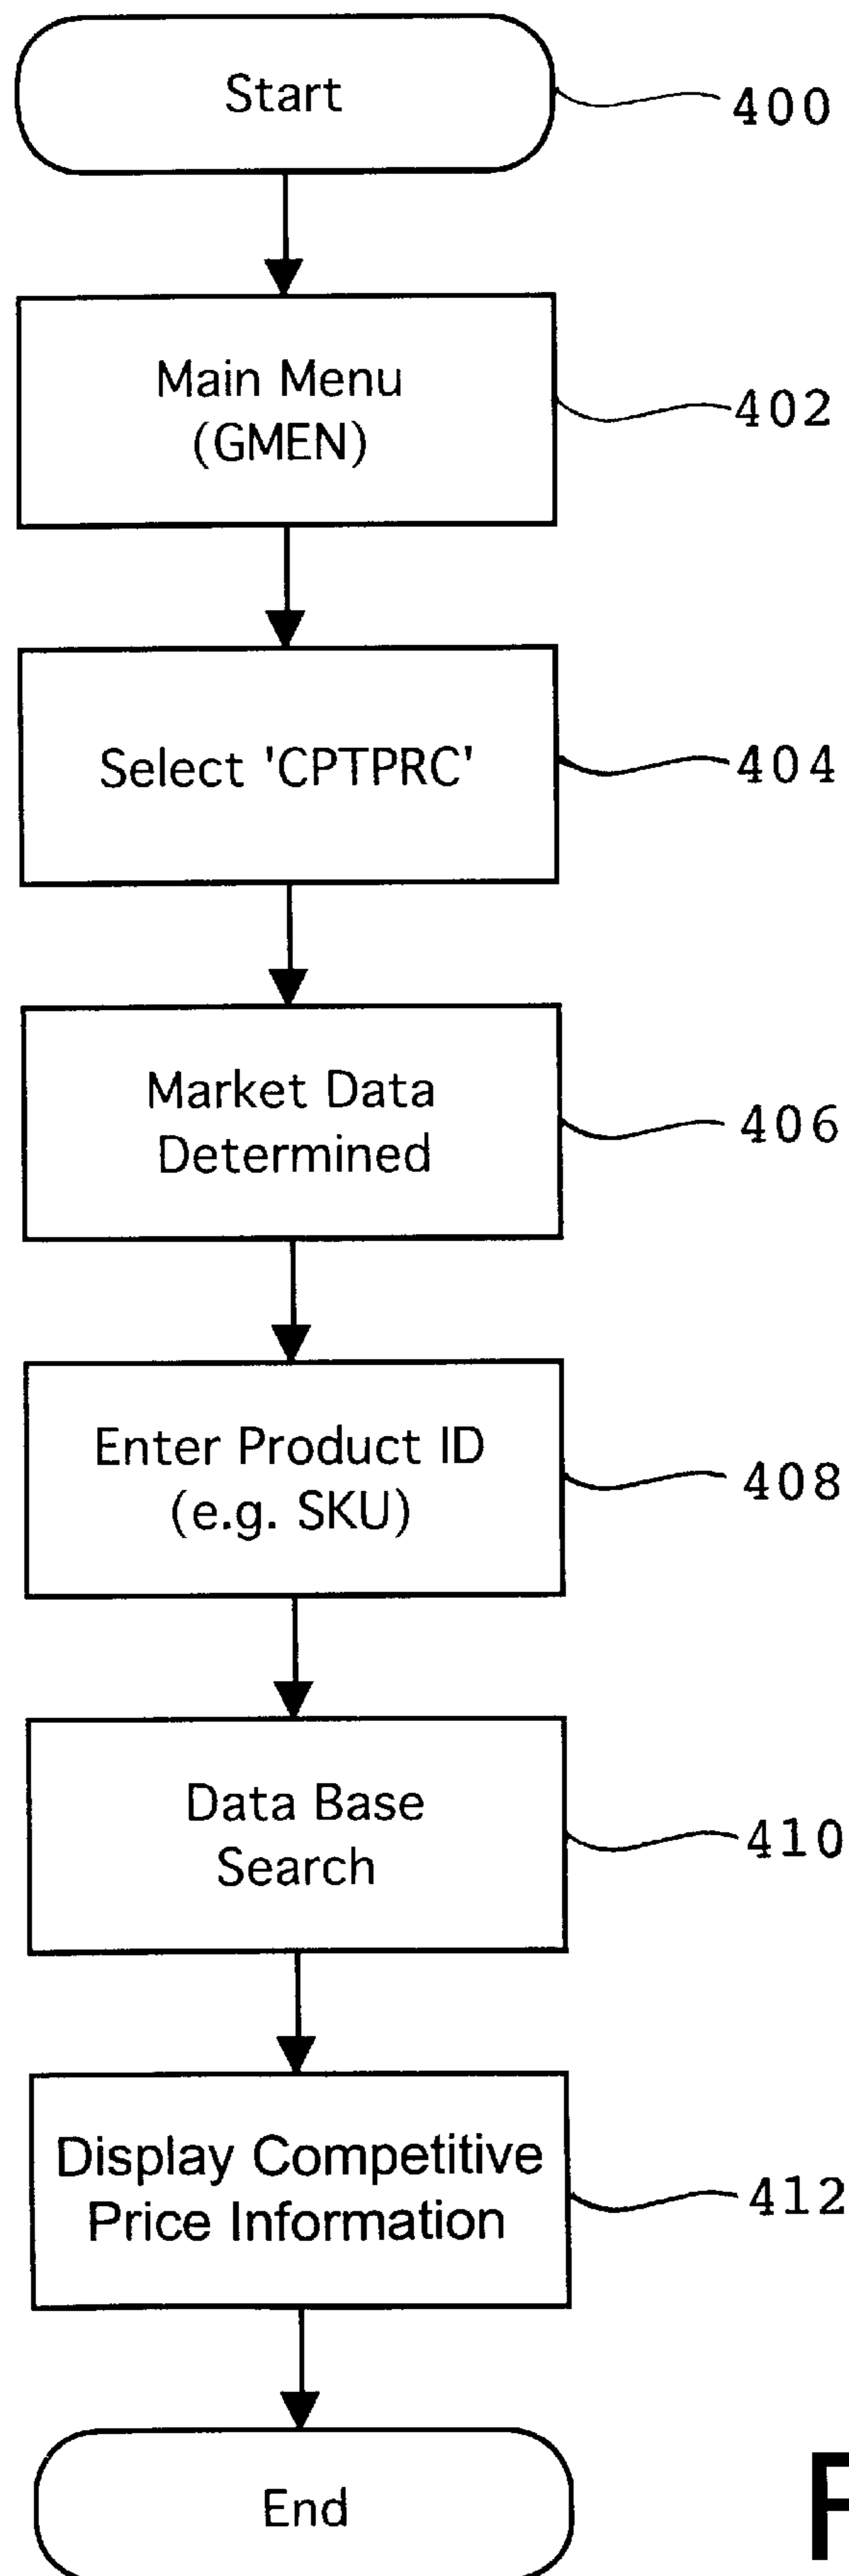 Start
400
Main Menu
(GMEN)
402
Select 'CPTPRC'
404
Market Data
Determined
406
Enter Product ID
(e.g. SKU)
408
Data Base
Search
410
Display Competitive
Price Information
412
End